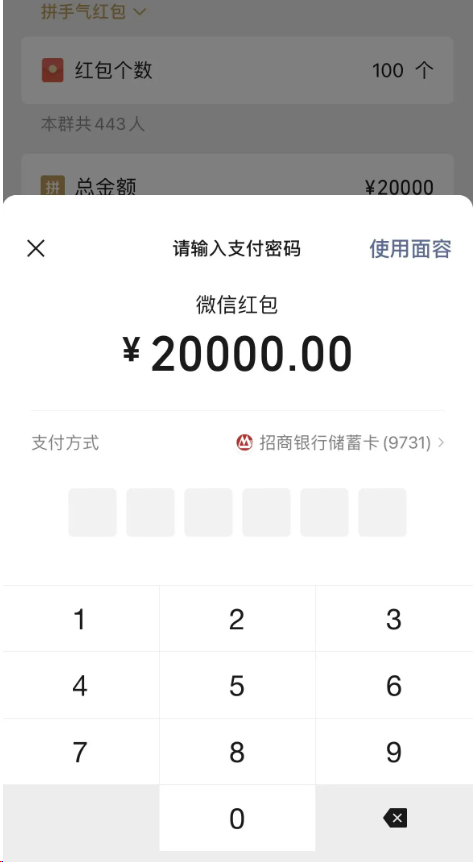 拼手气红包
红包个数 100 个
本群共443人
拼 总金额 ¥20000
请输入支付密码 使用面容
微信红包
¥ 20000.00
支付方式 招商银行储蓄卡(9731)
1 2 3
4 5 6
7 8 9
0